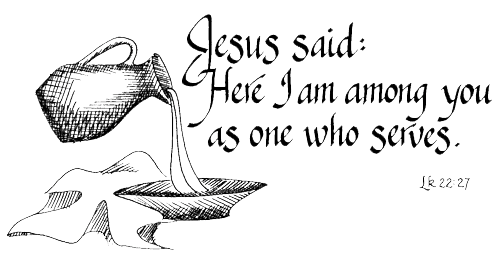 Jesus said:
Here I am among you
as one who serves.
Lk 22:27